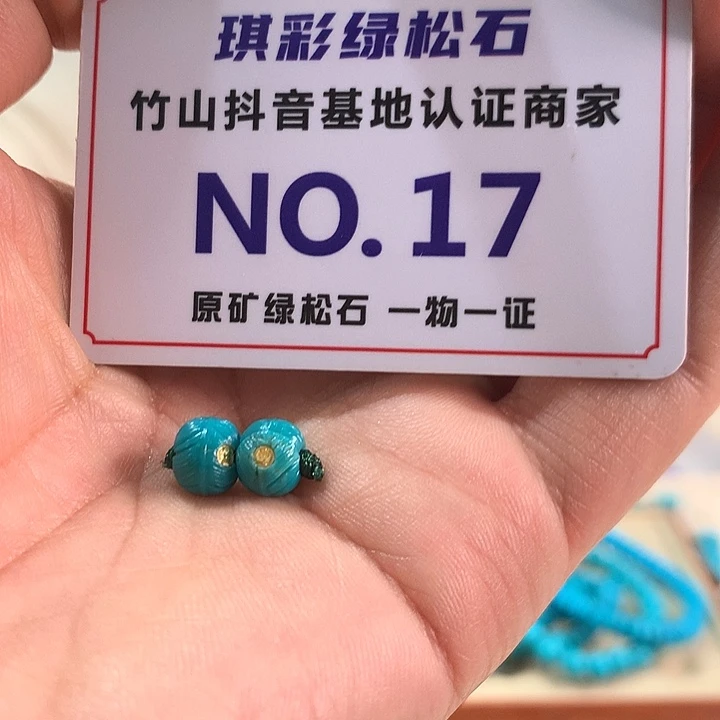 琪彩绿松石
竹山抖音基地认证商家
NO.17
原矿绿松石 一物一证